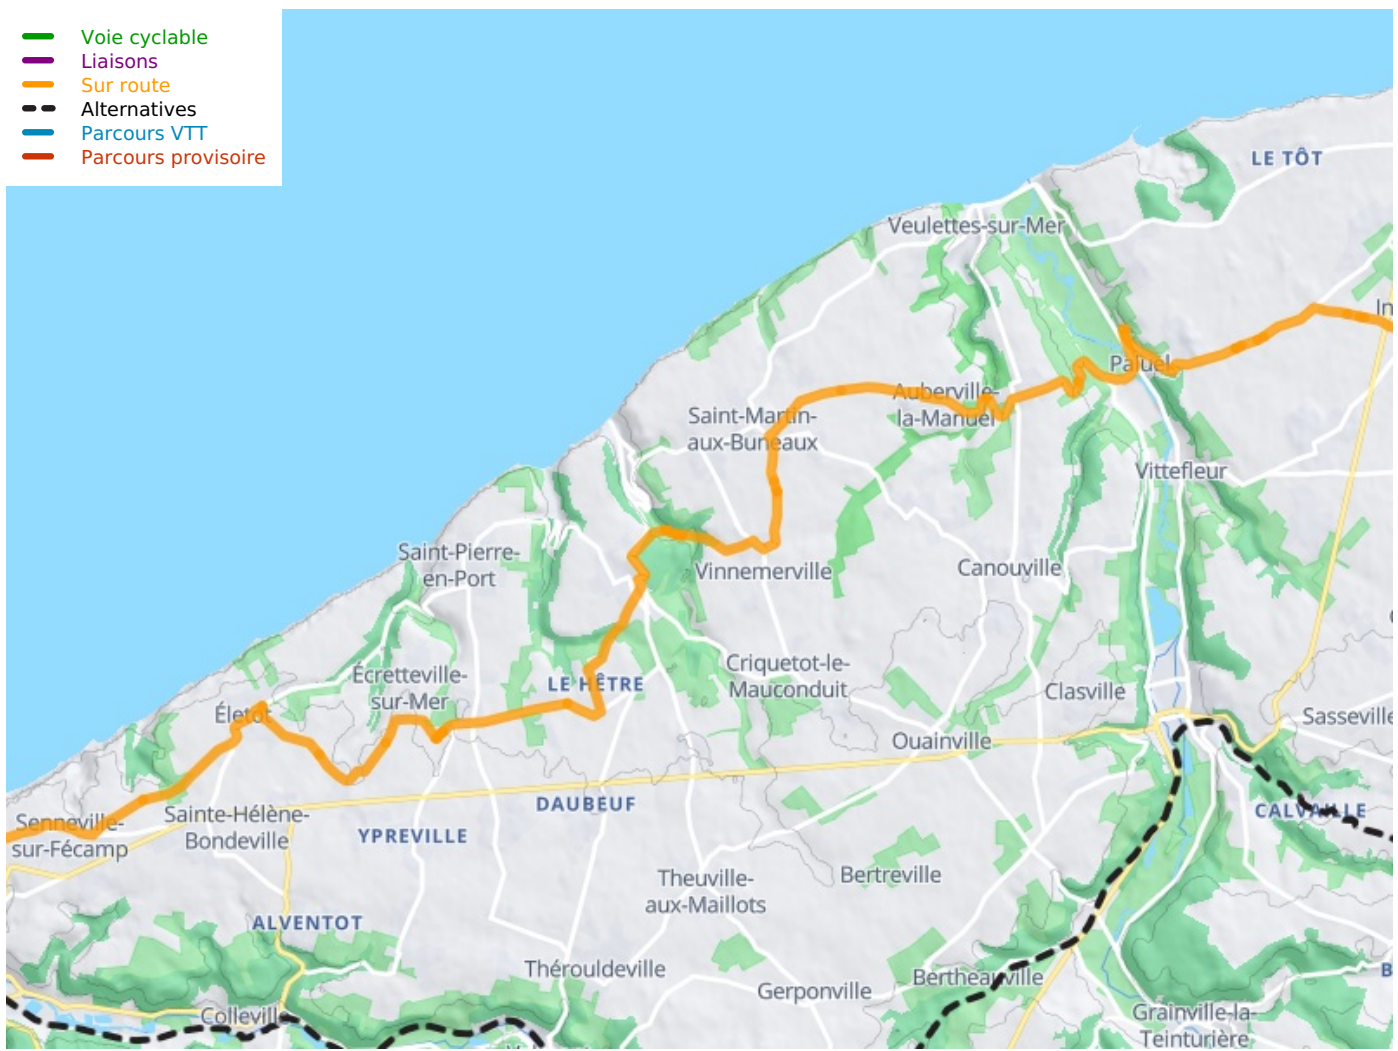 Voie cyclable
Liaisons
Sur route
Alternatives
Parcours VTT
Parcours provisoire
LE TÔT
Veulettes-sur-Mer
Paluel
Auberville-
la-Manuel
Saint-Martin-
aux-Buneaux
Vittefleur
Saint-Pierre-
en-Port
Vinnemerville
Canouville
Écretteville-
sur-Mer
LE HÊTRE
Criquetot-le-
Mauconduit
Clasville
Életot
Sasseville
Ouainville
Senneville-
sur-Fécamp
Sainte-Hélène-
Bondeville
DAUBEUF
YPREVILLE
CALVAILLE
Theuville-
aux-Maillots
Bertreville
ALVENTOT
Thérouldeville
Gerponville
Bertheauville
Colleville
Grainville-la-
Teinturière